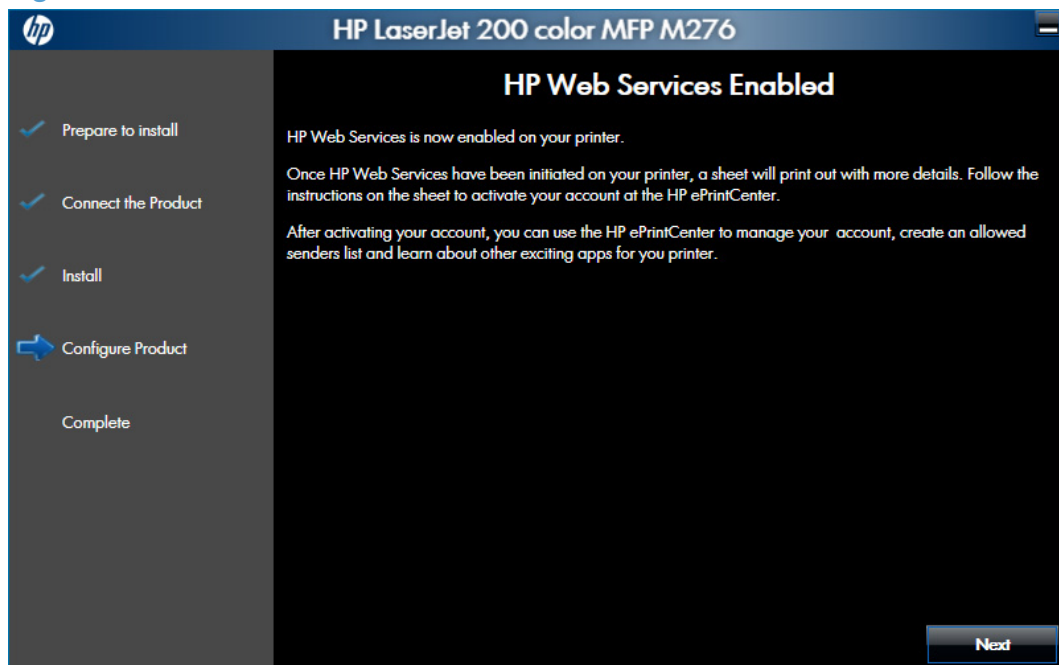 hp
HP LaserJet 200 color MFP M276
Prepare to install
Connect the Product
Install
Configure Product
Complete
HP Web Services Enabled
HP Web Services is now enabled on your printer.
Once HP Web Services have been initiated on your printer, a sheet will print out with more details. Follow the
instructions on the sheet to activate your account at the HP ePrintCenter.
After activating your account, you can use the HP ePrintCenter to manage your  account, create an allowed
senders list and learn about other exciting apps for you printer.
Next